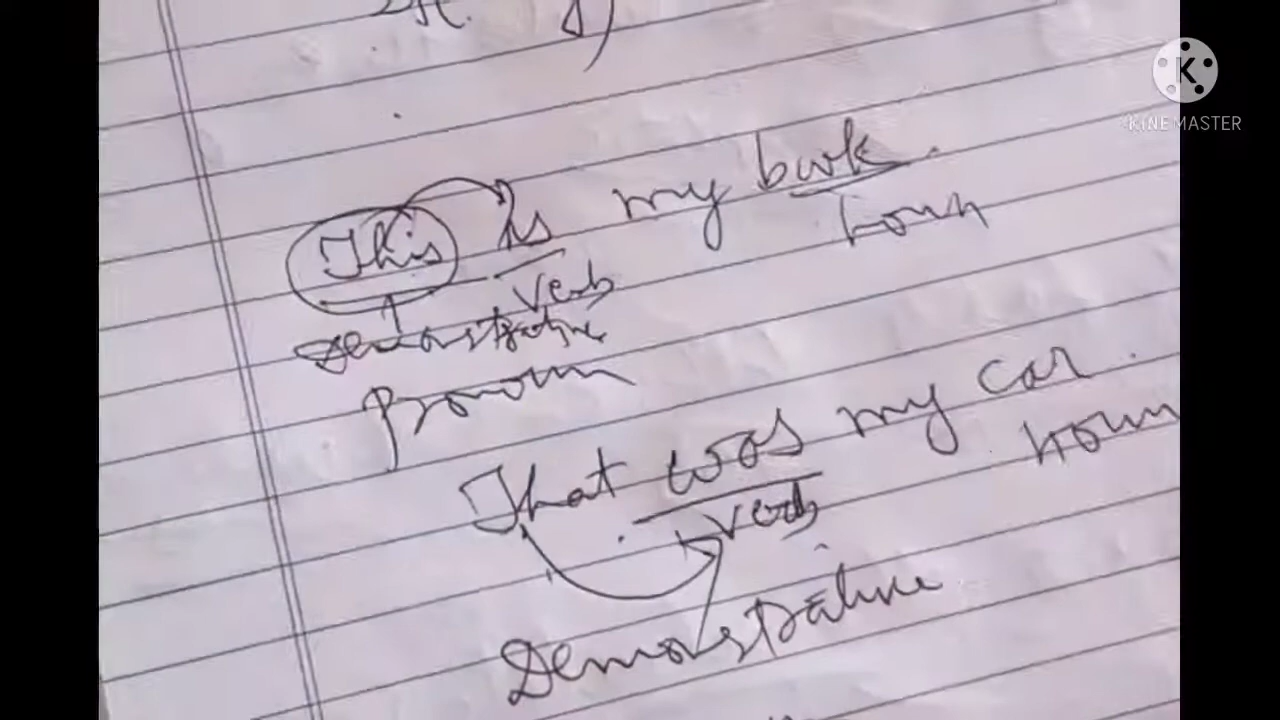 KINEMASTER
This is my book.
noun
verb
Demonstrative
Pronoun
That was my car.
noun
verb
Demonstrative